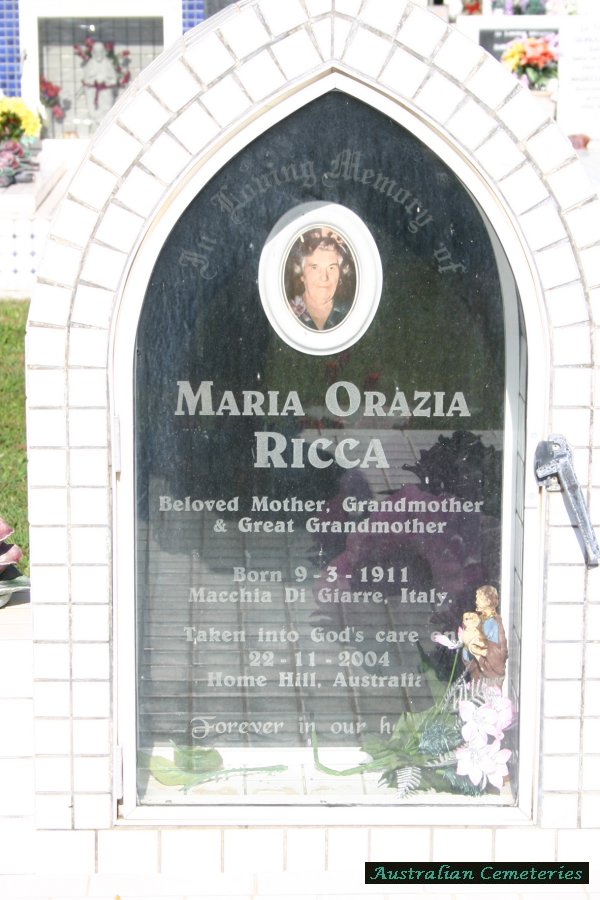 In Loving Memory of
MARIA ORAZIA
RICCA
Beloved Mother, Grandmother
& Great Grandmother
Born 9-3-1911
Macchia Di Giarre, Italy.
Taken into God's care
22-11-2004
Home Hill, Australia
Forever in our
Australian Cemeteries